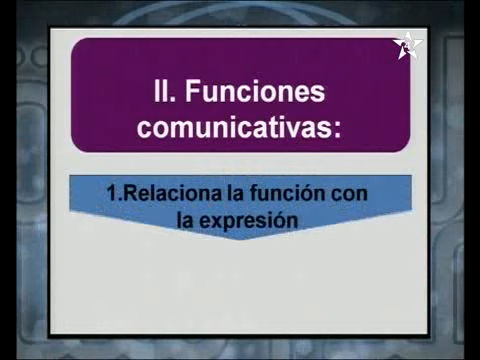 II. Funciones
comunicativas:
1.Relaciona la función con
la expresión